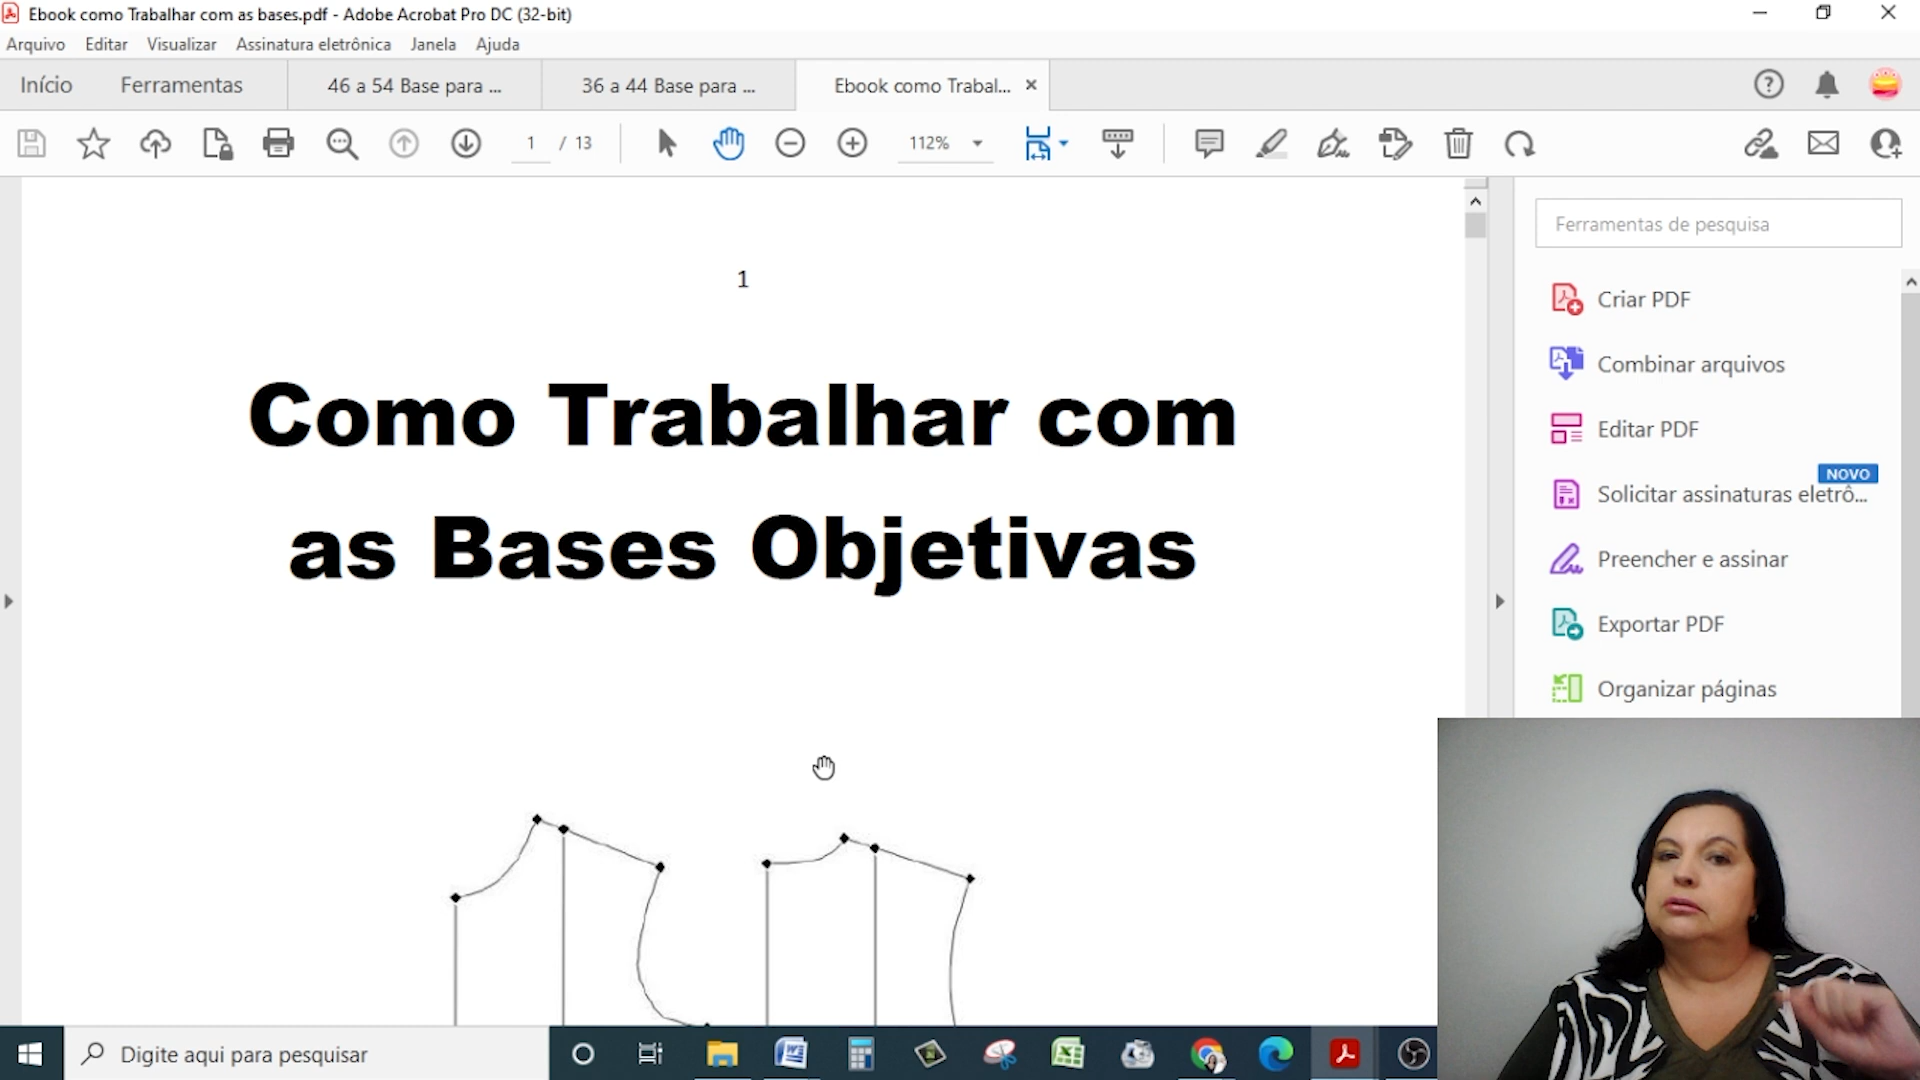 Ebook como Trabalhar com as bases.pdf - Adobe Acrobat Pro DC (32-bit)
Arquivo Editar Visualizar Assinatura eletrônica Janela Ajuda
Início Ferramentas 46 a 54 Base para ... 36 a 44 Base para ... Ebook como Trabal...
1 / 13 112%
Ferramentas de pesquisa
1
Como Trabalhar com
as Bases Objetivas
Criar PDF
Combinar arquivos
Editar PDF
NOVO
Solicitar assinaturas eletrô...
Preencher e assinar
Exportar PDF
Organizar páginas
Digite aqui para pesquisar